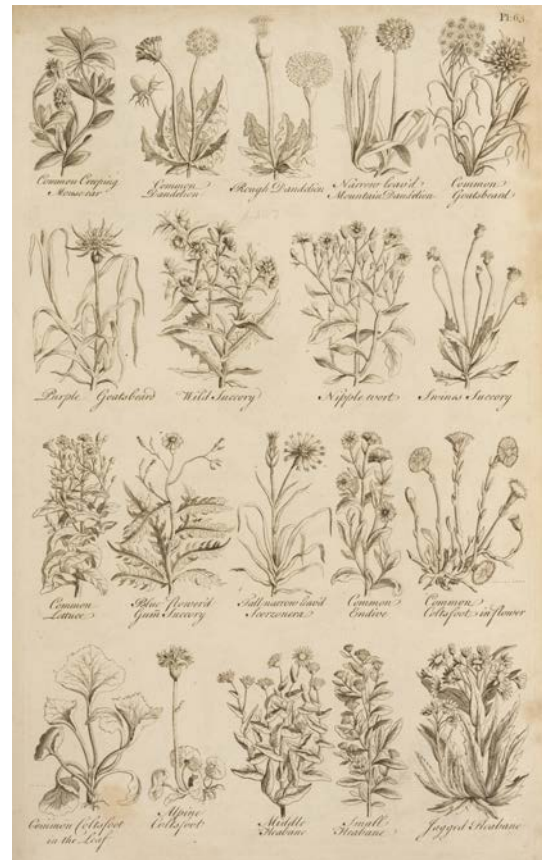 Pl: 63.
Common Creeping
Mouse ear
Common
Dandelion
Rough Dandelion
Narrow leav'd
Mountain Dandelion
Common
Goatsbeard
Purple Goatsbeard
Wild Succory
Nipple wort
Swines Succory
Common
Lettuce
Blue flower'd
Gum Succory
Tall narrow leav'd
Scorzonera
Common
Endive
Common
Coltsfoot in flower
Common Coltsfoot
in the Leaf
Alpine
Coltsfoot
Middle
Fleabane
Small
Fleabane
Jagged Fleabane